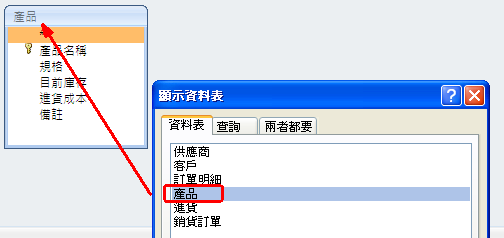 產品
*
產品名稱
規格
目前庫存
進貨成本
備註
顯示資料表
資料表 查詢 兩者都要
供應商
客戶
訂單明細
產品
進貨
銷貨訂單